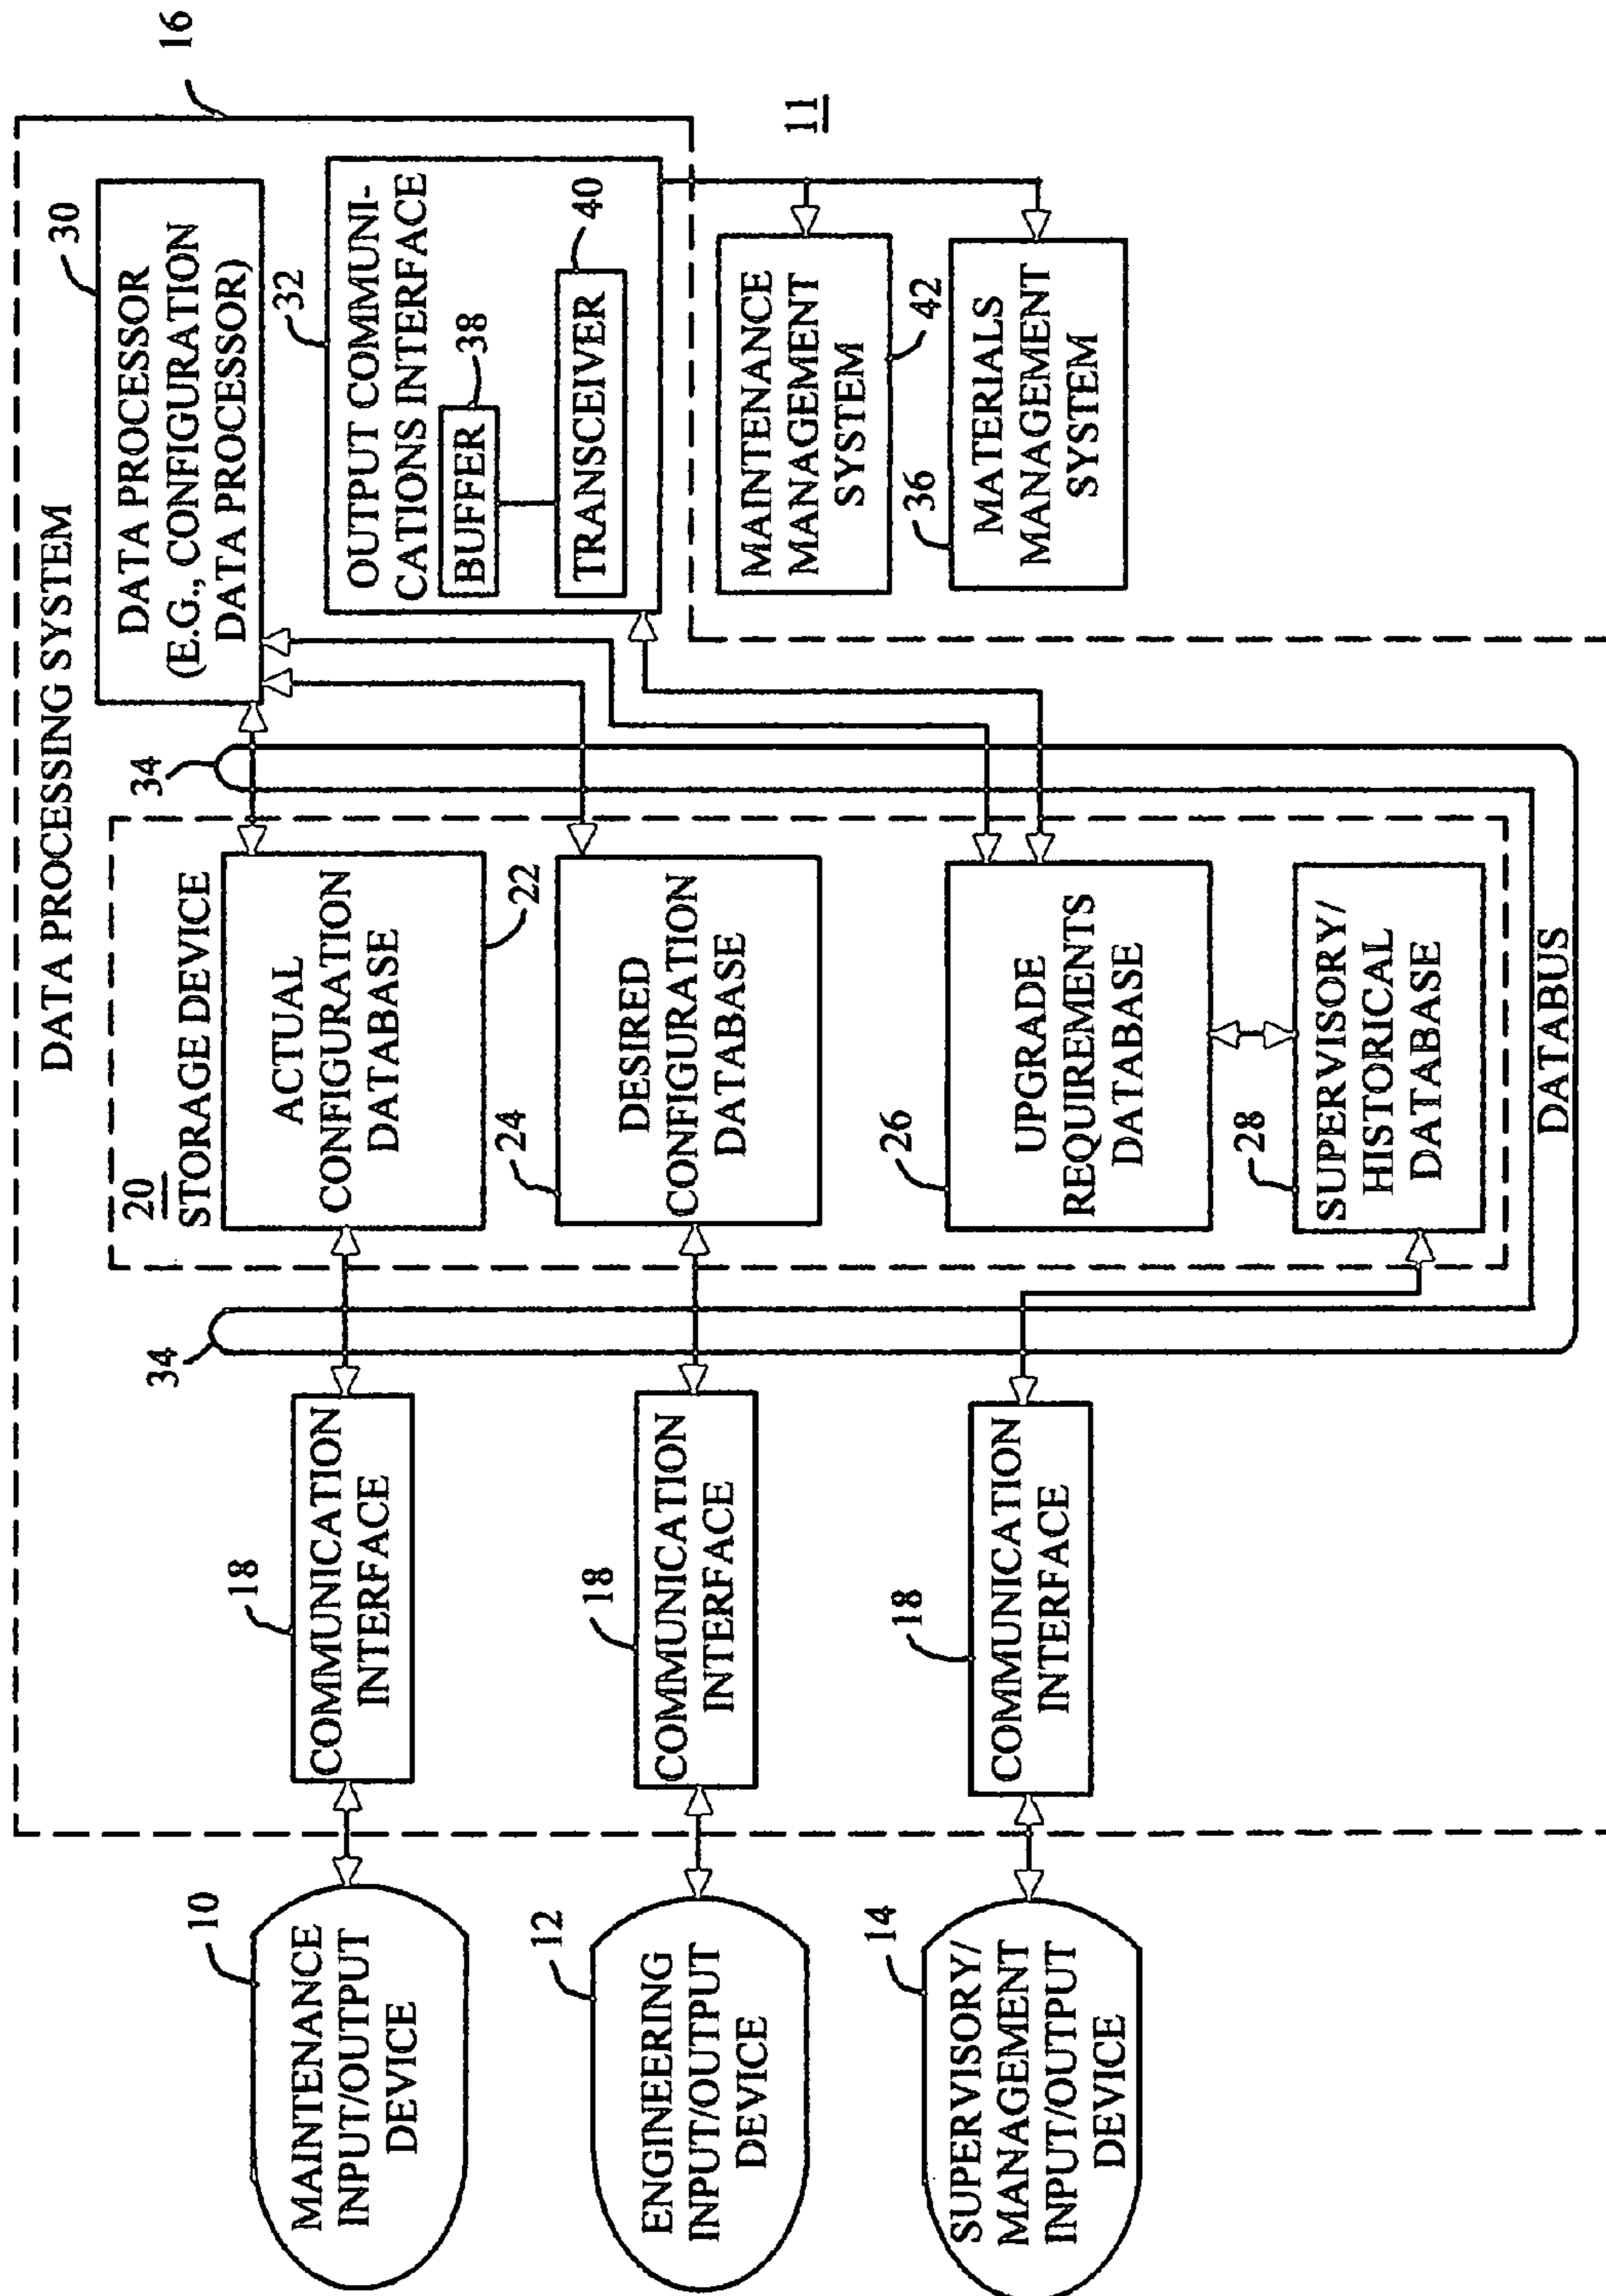 DATA PROCESSING SYSTEM
16
10
MAINTENANCE
INPUT/OUTPUT
DEVICE
12
ENGINEERING
INPUT/OUTPUT
DEVICE
14
SUPERVISORY/
MANAGEMENT
INPUT/OUTPUT
DEVICE
18
COMMUNICATION
INTERFACE
18
COMMUNICATION
INTERFACE
18
COMMUNICATION
INTERFACE
34
20
STORAGE DEVICE
ACTUAL
CONFIGURATION
DATABASE
22
24
DESIRED
CONFIGURATION
DATABASE
26
UPGRADE
REQUIREMENTS
DATABASE
28
SUPERVISORY/
HISTORICAL
DATABASE
DATABUS
34
30
DATA PROCESSOR
(E.G., CONFIGURATION
DATA PROCESSOR)
32
OUTPUT COMMUNI-
CATIONS INTERFACE
BUFFER
38
TRANSCEIVER
40
11
MAINTENANCE
MANAGEMENT
SYSTEM
42
36
MATERIALS
MANAGEMENT
SYSTEM